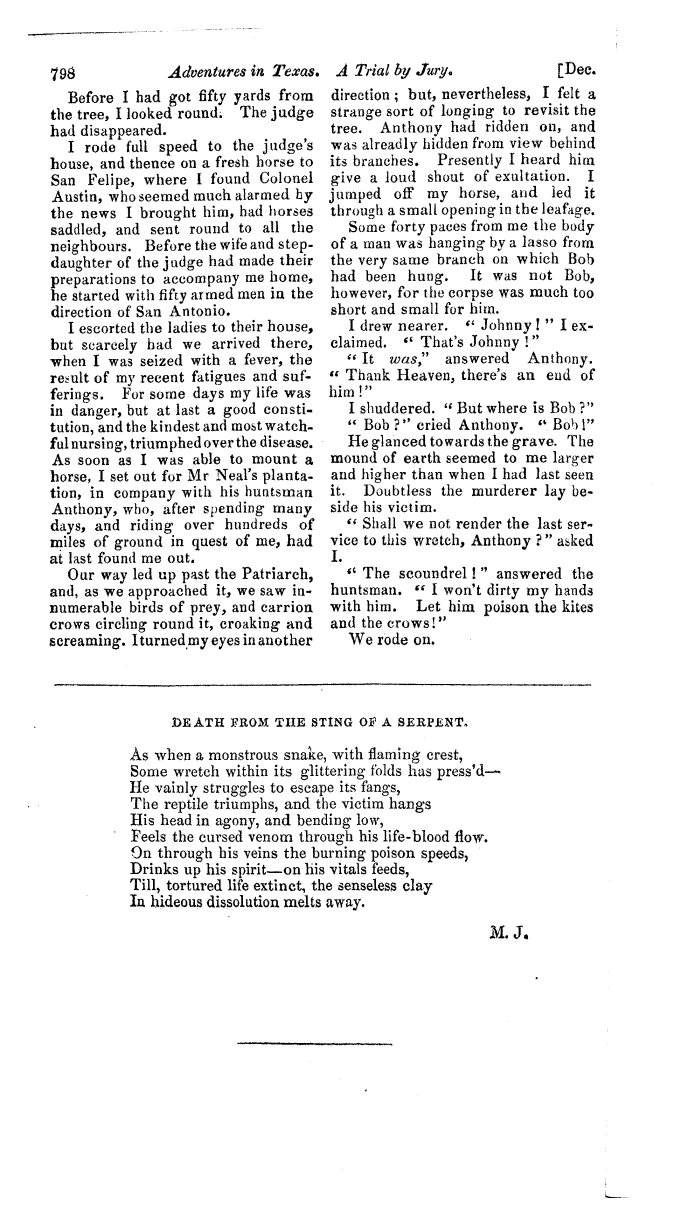 798 Adventures in Texas. A Trial by Jury. [Dec.
Before I had got fifty yards from
the tree, I looked round. The judge
had disappeared.
I rode full speed to the judge's
house, and thence on a fresh horse to
San Felipe, where I found Colonel
Austin, who seemed much alarmed by
the news I brought him, had horses
saddled, and sent round to all the
neighbours. Before the wife and step-
daughter of the judge had made their
preparations to accompany me home,
he started with fifty armed men in the
direction of San Antonio.
I escorted the ladies to their house,
but scarcely had we arrived there,
when I was seized with a fever, the
result of my recent fatigues and suf-
ferings. For some days my life was
in danger, but at last a good consti-
tution, and the kindest and most watch-
ful nursing, triumphed over the disease.
As soon as I was able to mount a
horse, I set out for Mr Neal's planta-
tion, in company with his huntsman
Anthony, who, after spending many
days, and riding over hundreds of
miles of ground in quest of me, had
at last found me out.
Our way led up past the Patriarch,
and, as we approached it, we saw in-
numerable birds of prey, and carrion
crows circling round it, croaking and
screaming. I turned my eyes in another
direction; but, nevertheless, I felt a
strange sort of longing to revisit the
tree. Anthony had ridden on, and
was already hidden from view behind
its branches. Presently I heard him
give a loud shout of exultation. I
jumped off my horse, and led it
through a small opening in the leafage.
Some forty paces from me the body
of a man was hanging by a lasso from
the very same branch on which Bob
had been hung. It was not Bob,
however, for the corpse was much too
short and small for him.
I drew nearer. "Johnny!" I ex-
claimed. "That's Johnny!"
"It was," answered Anthony.
"Thank Heaven, there's an end of
him!"
I shuddered. "But where is Bob?"
"Bob?" cried Anthony. "Bob!"
He glanced towards the grave. The
mound of earth seemed to me larger
and higher than when I had last seen
it. Doubtless the murderer lay be-
side his victim.
"Shall we not render the last ser-
vice to this wretch, Anthony?" asked
I.
"The scoundrel!" answered the
huntsman. "I won't dirty my hands
with him. Let him poison the kites
and the crows!"
We rode on.
DEATH FROM THE STING OF A SERPENT.
As when a monstrous snake, with flaming crest,
Some wretch within its glittering folds has press'd—
He vainly struggles to escape its fangs,
The reptile triumphs, and the victim hangs
His head in agony, and bending low,
Feels the cursed venom through his life-blood flow.
On through his veins the burning poison speeds,
Drinks up his spirit—on his vitals feeds,
Till, tortured life extinct, the senseless clay
In hideous dissolution melts away.
M. J.